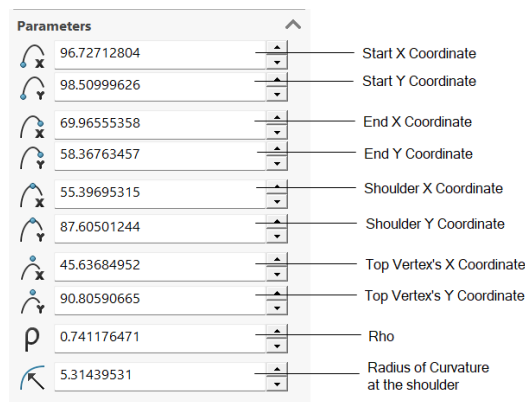 Parameters
X 96.72712804 Start X Coordinate
Y 98.50999626 Start Y Coordinate
X 69.96555358 End X Coordinate
Y 58.36763457 End Y Coordinate
X 55.39695315 Shoulder X Coordinate
Y 87.60501244 Shoulder Y Coordinate
X 45.63684952 Top Vertex's X Coordinate
Y 90.80590665 Top Vertex's Y Coordinate
ρ 0.741176471 Rho
5.31439531 Radius of Curvature
at the shoulder